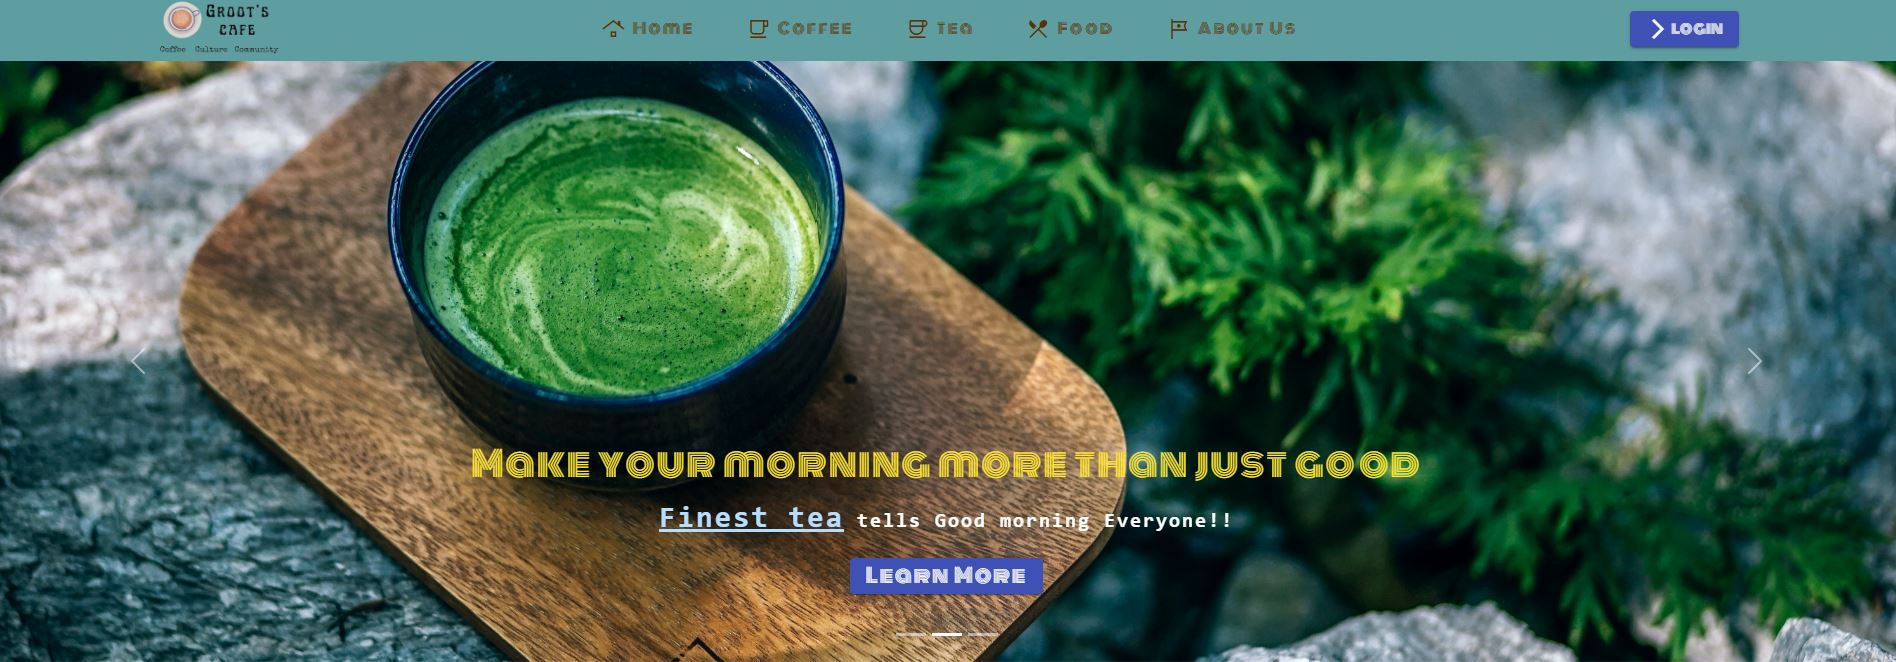 Groot's
Cafe
Coffee Culture Community
Home
Coffee
Tea
Food
About Us
LOGIN
Make your morning more than just good
Finest tea tells Good morning Everyone!!
Learn More